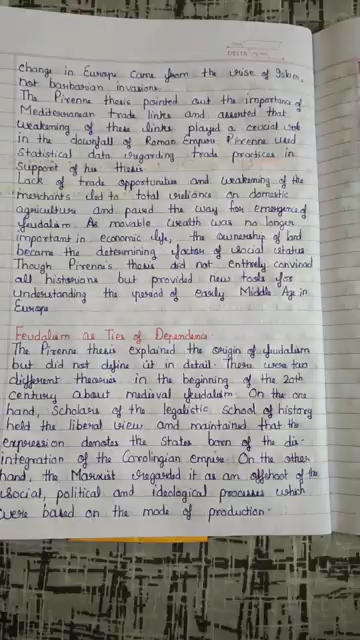 change in Europe came from the rise of Islam,
not barbarian invasions.
The Pirenne thesis pointed out the importance of
Mediterranean trade links and asserted that
weakening of these links played a crucial role
in the downfall of Roman Empire Pirenne used
Statistical data regarding trade practices in
support of his thesis.
Lack of trade opportunities and weakening of the
merchants led to total reliance on domestic
agriculture and paved the way for emergence of
feudalism. As movable wealth was no longer
important in economic life, the ownership of land
became the determining factor of social status
Though Pirenne's thesis did not entirely convinced
all historians but provided new tools for
understanding the period of early Middle Age in
Europe
Feudalism as Ties of Dependence
The Pirenne thesis explained the origin of feudalism
but did not define it in detail. There were two
different theories in the beginning of the 20th
century about medieval feudalism. On the one
hand, Scholars of the legalistic school of history
held the liberal view and maintained that the
expression denotes the States born of the dis-
integration of the Carolingian empire. On the other
hand, the Marxist regarded it as an offshoot of the
social, political and ideological processes which
were based on the mode of production.